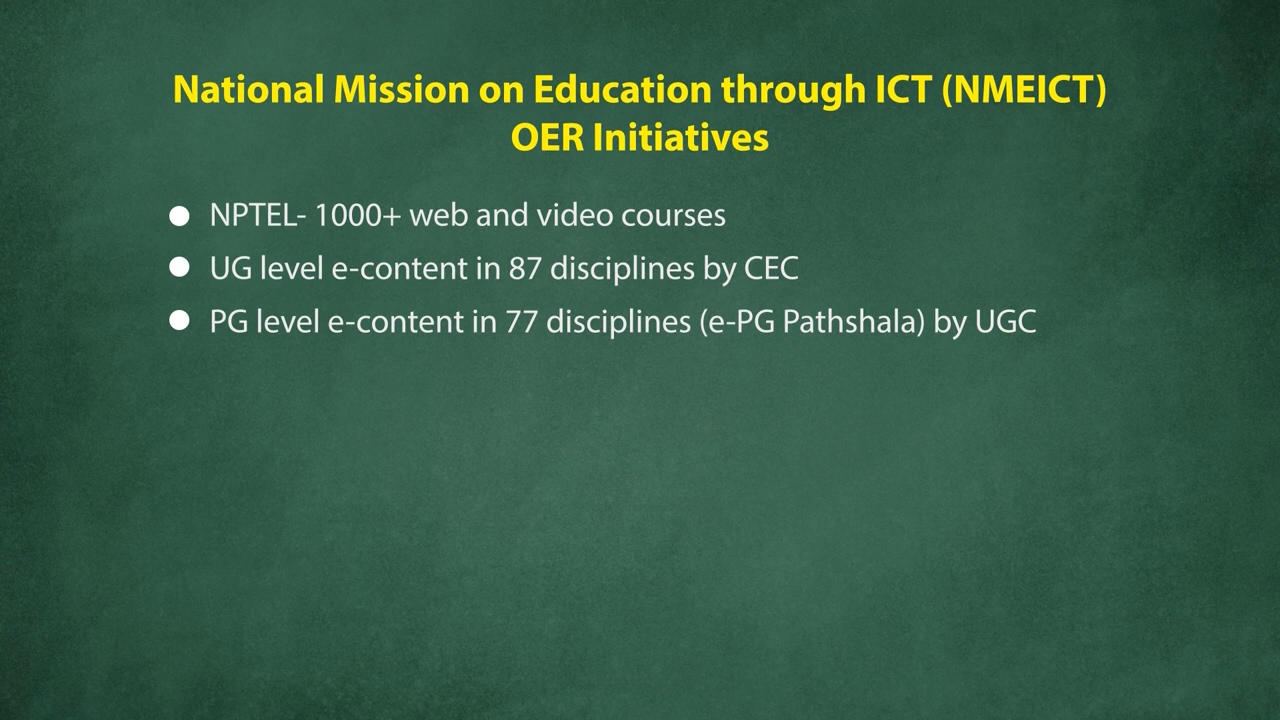 National Mission on Education through ICT (NMEICT)
OER Initiatives
● NPTEL- 1000+ web and video courses
● UG level e-content in 87 disciplines by CEC
● PG level e-content in 77 disciplines (e-PG Pathshala) by UGC